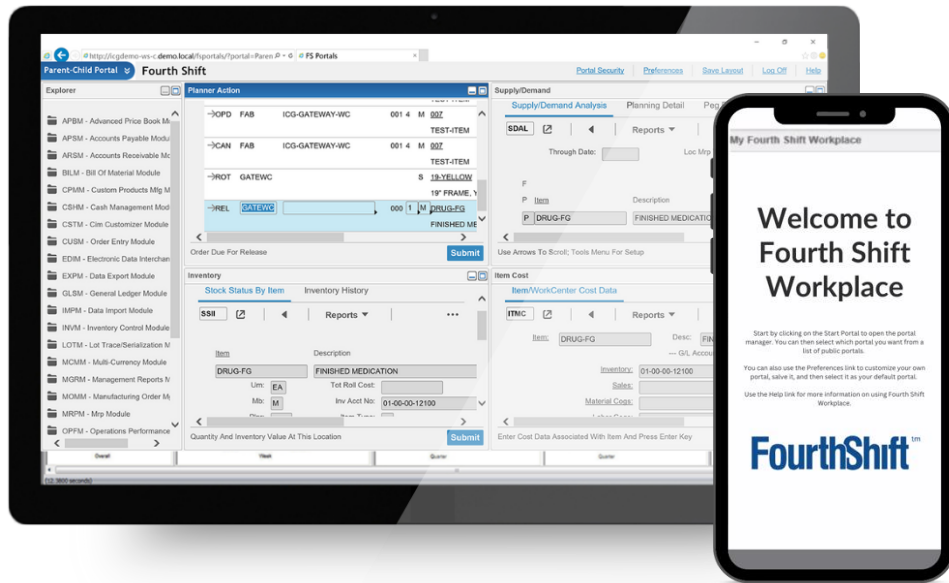 http://icgdemo-ws-c.demo.local/fsportals/?portal=Paren
FS Portals
Parent-Child Portal
Fourth Shift
Portal Security
Preferences
Save Layout
Log Off
Help
Explorer
APBM - Advanced Price Book M
APSM - Accounts Payable Modu
ARSM - Accounts Receivable Mo
BILM - Bill Of Material Module
CPMM - Custom Products Mfg M
CSHM - Cash Management Mod
CSTM - Cim Customizer Module
CUSM - Order Entry Module
EDIM - Electronic Data Interchan
EXPM - Data Export Module
GLSM - General Ledger Module
IMPM - Data Import Module
INVM - Inventory Control Module
LOTM - Lot Trace/Serialization M
MCMM - Multi-Currency Module
MGRM - Management Reports M
MOMM - Manufacturing Order M
MRPM - Mrp Module
OPFM - Operations Performance
Planner Action
OPD FAB ICG-GATEWAY-WC 001 4 M 007
TEST-ITEM
CAN FAB ICG-GATEWAY-WC 001 4 M 007
TEST-ITEM
ROT GATEWC S 19-YELLOW
19" FRAME, Y
REL GATEWC 000 1 M DRUG-FG
FINISHED ME
Order Due For Release
Submit
Supply/Demand
Supply/Demand Analysis
Planning Detail
SDAL
Reports
Through Date:
Loc Mrp
F
P Item Description
P DRUG-FG FINISHED MEDICATIO
Use Arrows To Scroll; Tools Menu For Setup
Inventory
Stock Status By Item
Inventory History
SSII
Reports
Item Description
DRUG-FG FINISHED MEDICATION
Um: EA Tot Roll Cost:
Mb: M Inv Acct No: 01-00-00-12100
Quantity And Inventory Value At This Location
Submit
Item Cost
Item/WorkCenter Cost Data
ITMC
Reports
Item: DRUG-FG Desc: FIN
--- G/L Accou
Inventory: 01-00-00-12100
Sales:
Material Cogs:
Enter Cost Data Associated With Item And Press Enter Key
My Fourth Shift Workplace
Welcome to
Fourth Shift
Workplace
Start by clicking on the Start Portal to open the portal
manager. You can then select which portal you want from a
list of public portals.
You can also use the Preferences link to customize your own
portal, salve it, and then select it as your default portal.
Use the Help link for more information on using Fourth Shift
Workplace.
FourthShift™